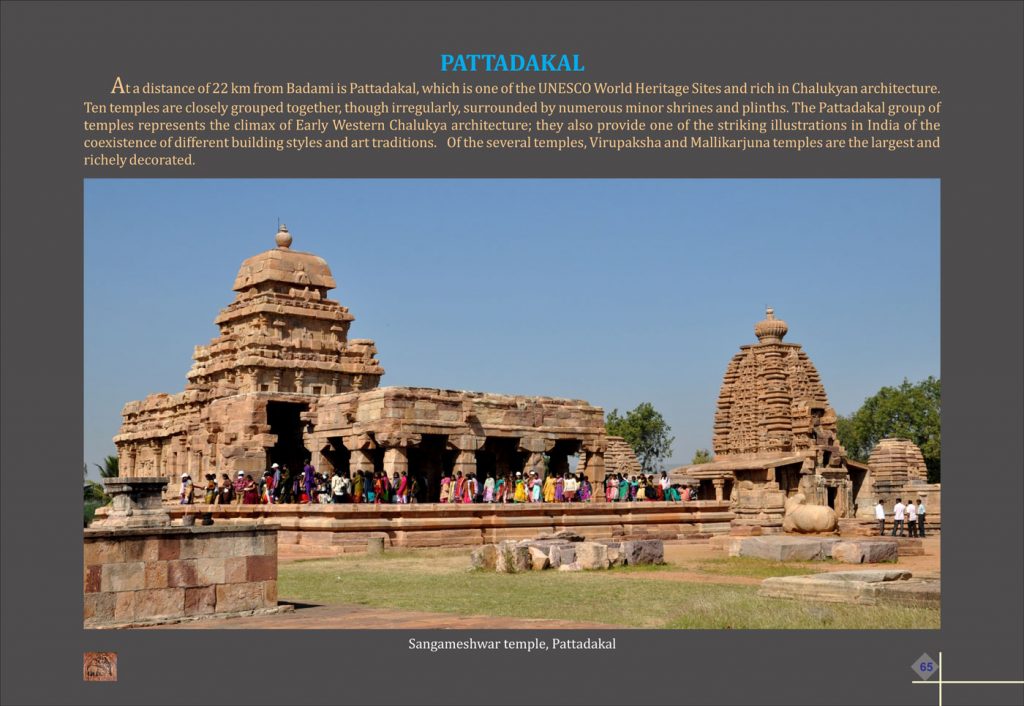 PATTADAKAL
At a distance of 22 km from Badami is Pattadakal, which is one of the UNESCO World Heritage Sites and rich in Chalukyan architecture.
Ten temples are closely grouped together, though irregularly, surrounded by numerous minor shrines and plinths. The Pattadakal group of
temples represents the climax of Early Western Chalukya architecture; they also provide one of the striking illustrations in India of the
coexistence of different building styles and art traditions. Of the several temples, Virupaksha and Mallikarjuna temples are the largest and
richely decorated.
Sangameshwar temple, Pattadakal
65